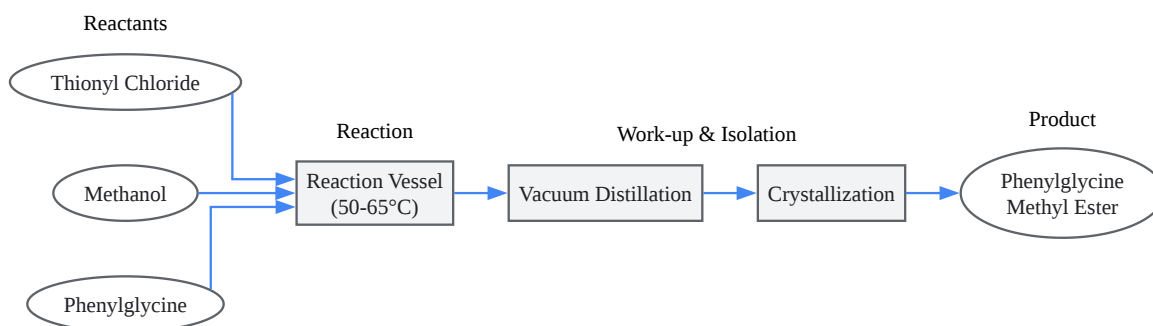 Reactants
Thionyl Chloride
Methanol
Phenylglycine
Reaction
Reaction Vessel
(50-65°C)
Work-up & Isolation
Vacuum Distillation
Crystallization
Product
Phenylglycine
Methyl Ester